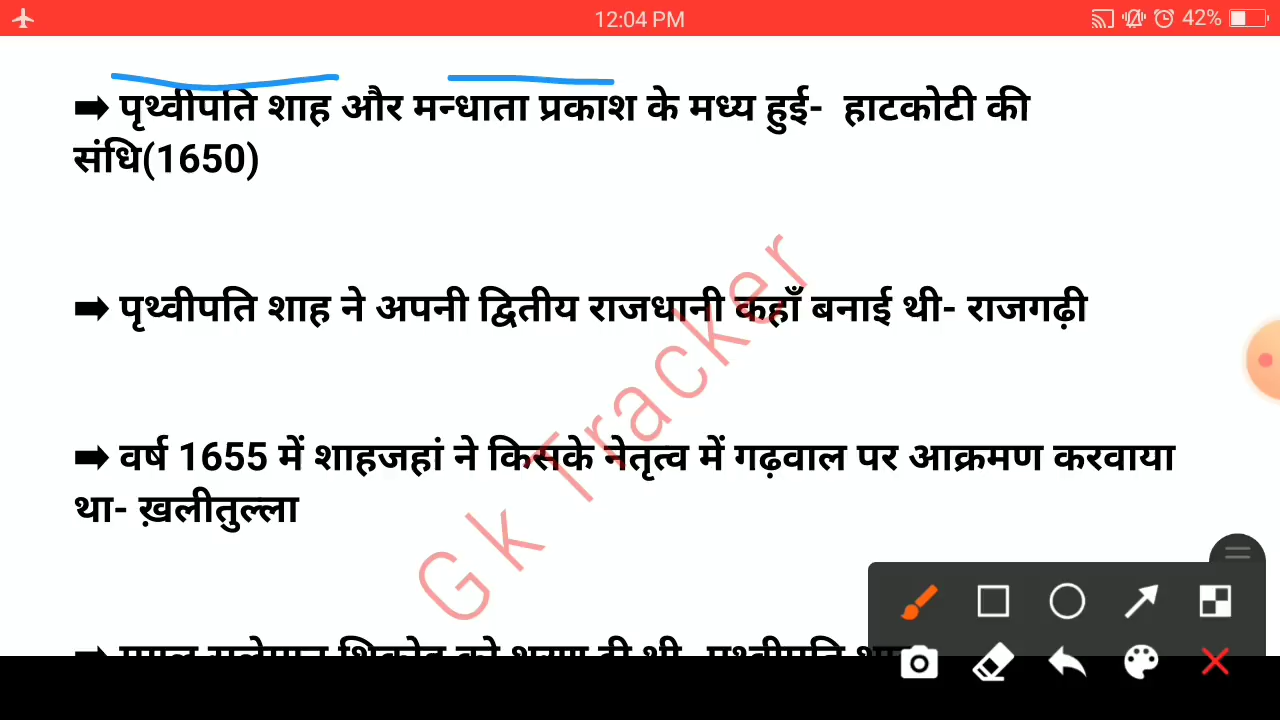 12:04 PM
42%
➡ पृथ्वीपति शाह और मन्धाता प्रकाश के मध्य हुई- हाटकोटी की
संधि(1650)
➡ पृथ्वीपति शाह ने अपनी द्वितीय राजधानी कहाँ बनाई थी- राजगढ़ी
➡ वर्ष 1655 में शाहजहां ने किसके नेतृत्व में गढ़वाल पर आक्रमण करवाया
था- ख़लीतुल्ला
Gk Tracker